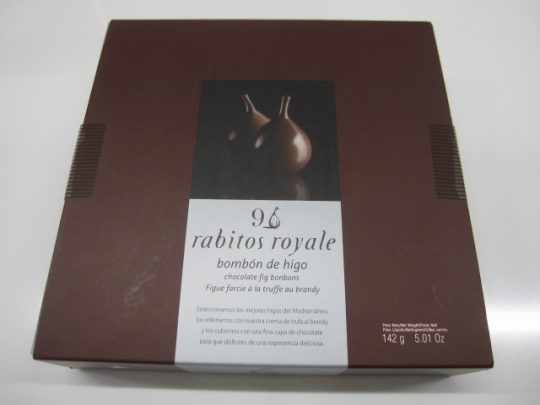 9
rabitos royale
bombón de higo
chocolate fig bonbons
Figue farcie à la truffe au brandy
Seleccionamos los mejores higos del Mediterráneo,
los rellenamos con nuestra crema de trufa al brandy
y los cubrimos con una fina capa de chocolate
para que disfrutes de una experiencia deliciosa.
142 g 5.01 Oz